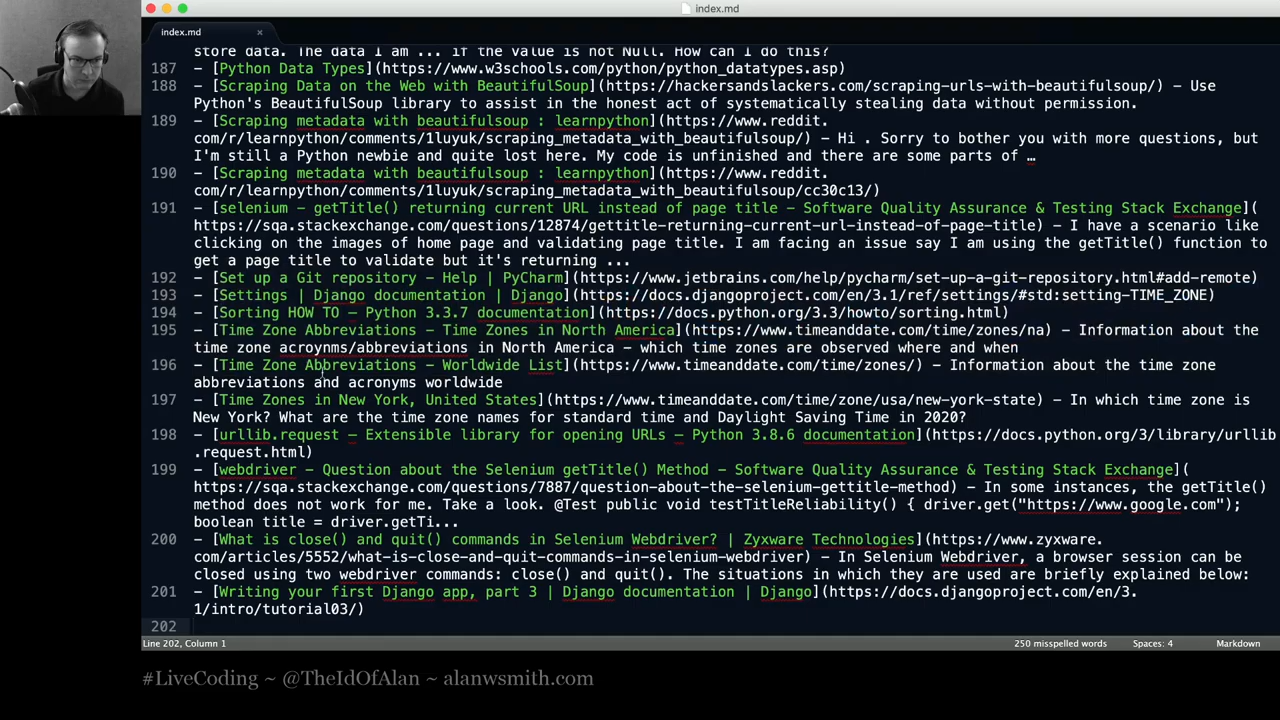 index.md
index.md ×
store data. The data I am ... if the value is not Null. How can I do this?
187 - [Python Data Types](https://www.w3schools.com/python/python_datatypes.asp)
188 - [Scraping Data on the Web with BeautifulSoup](https://hackersandslackers.com/scraping-urls-with-beautifulsoup/) - Use
Python's BeautifulSoup library to assist in the honest act of systematically stealing data without permission.
189 - [Scraping metadata with beautifulsoup : learnpython](https://www.reddit.
com/r/learnpython/comments/1luyuk/scraping_metadata_with_beautifulsoup/) - Hi . Sorry to bother you with more questions, but
I'm still a Python newbie and quite lost here. My code is unfinished and there are some parts of …
190 - [Scraping metadata with beautifulsoup : learnpython](https://www.reddit.
com/r/learnpython/comments/1luyuk/scraping_metadata_with_beautifulsoup/cc30c13/)
191 - [selenium - getTitle() returning current URL instead of page title - Software Quality Assurance & Testing Stack Exchange](
https://sqa.stackexchange.com/questions/12874/gettitle-returning-current-url-instead-of-page-title) - I have a scenario like
clicking on the images of home page and validating page title. I am facing an issue say I am using the getTitle() function to
get a page title to validate but it's returning ...
192 - [Set up a Git repository - Help | PyCharm](https://www.jetbrains.com/help/pycharm/set-up-a-git-repository.html#add-remote)
193 - [Settings | Django documentation | Django](https://docs.djangoproject.com/en/3.1/ref/settings/#std:setting-TIME_ZONE)
194 - [Sorting HOW TO - Python 3.3.7 documentation](https://docs.python.org/3.3/howto/sorting.html)
195 - [Time Zone Abbreviations - Time Zones in North America](https://www.timeanddate.com/time/zones/na) - Information about the
time zone acroynms/abbreviations in North America - which time zones are observed where and when
196 - [Time Zone Abbreviations - Worldwide List](https://www.timeanddate.com/time/zones/) - Information about the time zone
abbreviations and acronyms worldwide
197 - [Time Zones in New York, United States](https://www.timeanddate.com/time/zone/usa/new-york-state) - In which time zone is
New York? What are the time zone names for standard time and Daylight Saving Time in 2020?
198 - [urllib.request — Extensible library for opening URLs — Python 3.8.6 documentation](https://docs.python.org/3/library/urllib
.request.html)
199 - [webdriver - Question about the Selenium getTitle() Method - Software Quality Assurance & Testing Stack Exchange](
https://sqa.stackexchange.com/questions/7887/question-about-the-selenium-gettitle-method) - In some instances, the getTitle()
method does not work for me. Take a look. @Test public void testTitleReliability() { driver.get("https://www.google.com");
boolean title = driver.getTi...
200 - [What is close() and quit() commands in Selenium Webdriver? | Zyxware Technologies](https://www.zyxware.
com/articles/5552/what-is-close-and-quit-commands-in-selenium-webdriver) - In Selenium Webdriver, a browser session can be
closed using two webdriver commands: close() and quit(). The situations in which they are used are briefly explained below:
201 - [Writing your first Django app, part 3 | Django documentation | Django](https://docs.djangoproject.com/en/3.
1/intro/tutorial03/)
202
Line 202, Column 1 250 misspelled words Spaces: 4 Markdown
#LiveCoding ~ @TheIdOfAlan ~ alanwsmith.com